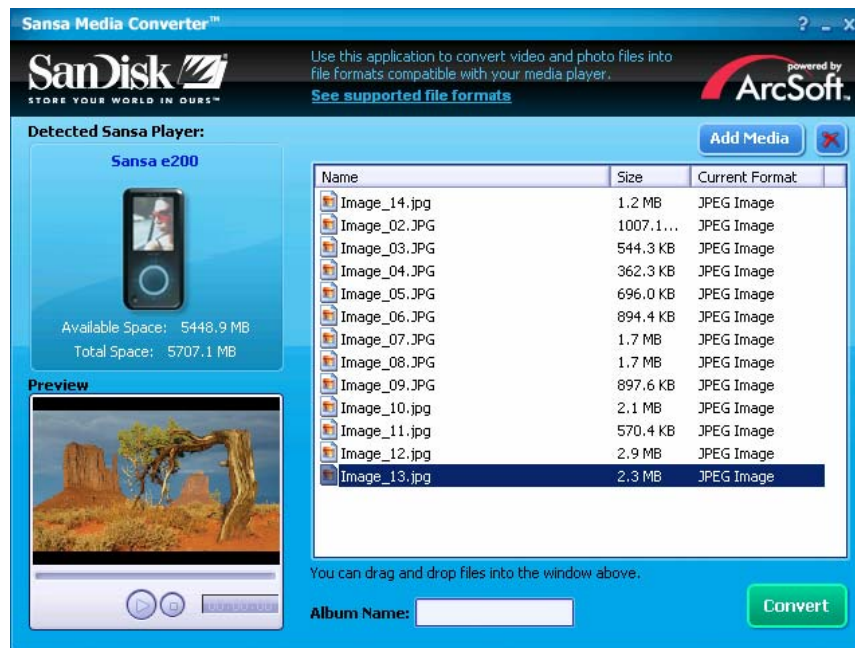 Sansa Media Converter™
? _ X
SanDisk
STORE YOUR WORLD IN OURS™
Use this application to convert video and photo files into
file formats compatible with your media player.
See supported file formats
powered by
ArcSoft™
Detected Sansa Player:
Add Media
Sansa e200
Name Size Current Format
Image_14.jpg 1.2 MB JPEG Image
Image_02.JPG 1007.1... JPEG Image
Image_03.JPG 544.3 KB JPEG Image
Image_04.JPG 362.3 KB JPEG Image
Image_05.JPG 696.0 KB JPEG Image
Image_06.JPG 894.4 KB JPEG Image
Image_07.JPG 1.7 MB JPEG Image
Image_08.JPG 1.7 MB JPEG Image
Image_09.JPG 897.6 KB JPEG Image
Image_10.jpg 2.1 MB JPEG Image
Image_11.jpg 570.4 KB JPEG Image
Image_12.jpg 2.9 MB JPEG Image
Image_13.jpg 2.3 MB JPEG Image
Available Space: 5448.9 MB
Total Space: 5707.1 MB
Preview
00:00:00
You can drag and drop files into the window above.
Album Name:
Convert